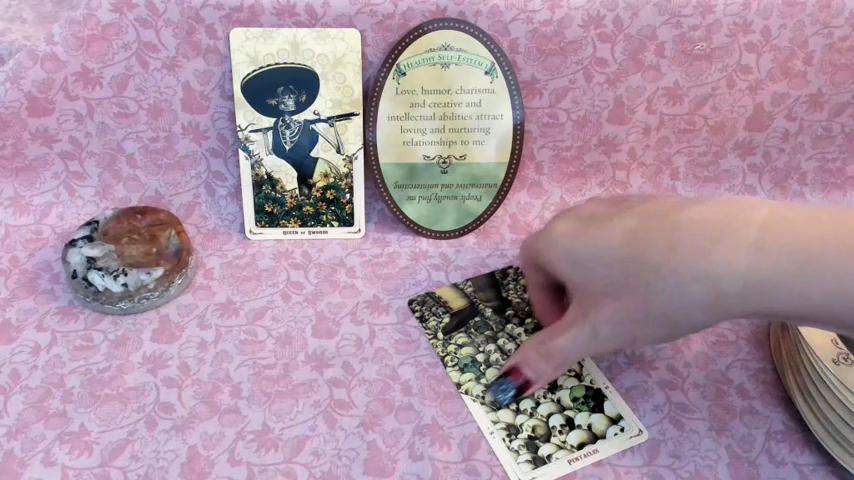 HEALTHY SELF-ESTEEM
Love, humor, charisma,
and creative and
intellectual abilities attract
loving and nurturing
relationships to me.
People usually find me
unattractive and uninteresting
QUEEN OF SWORDS
PENTACLES